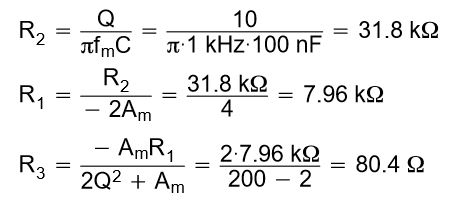 R₂ = Q / πfₘC = 10 / π·1 kHz·100 nF = 31.8 kΩ
R₁ = R₂ / − 2Aₘ = 31.8 kΩ / 4 = 7.96 kΩ
R₃ = − AₘR₁ / 2Q² + Aₘ = 2·7.96 kΩ / 200 − 2 = 80.4 Ω